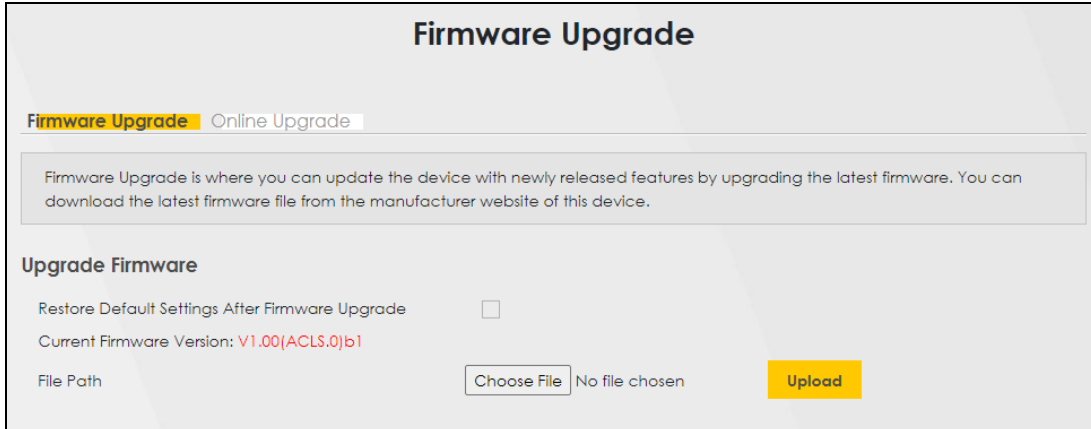 Firmware Upgrade
Firmware Upgrade Online Upgrade
Firmware Upgrade is where you can update the device with newly released features by upgrading the latest firmware. You can
download the latest firmware file from the manufacturer website of this device.
Upgrade Firmware
Restore Default Settings After Firmware Upgrade
Current Firmware Version: V1.00(ACLS.0)b1
File Path Choose File No file chosen Upload